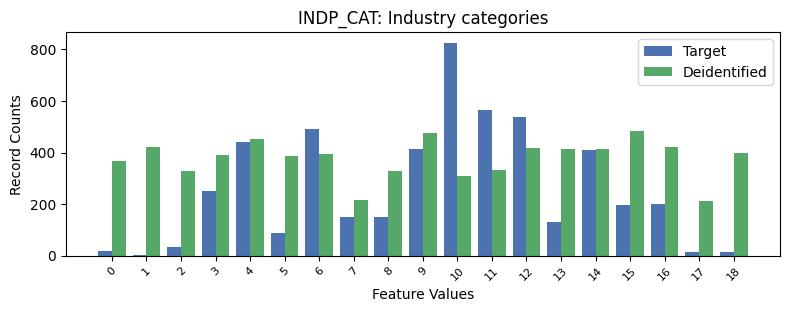 INDP_CAT: Industry categories
Target
Deidentified
Record Counts
800
600
400
200
0
0 1 2 3 4 5 6 7 8 9 10 11 12 13 14 15 16 17 18
Feature Values